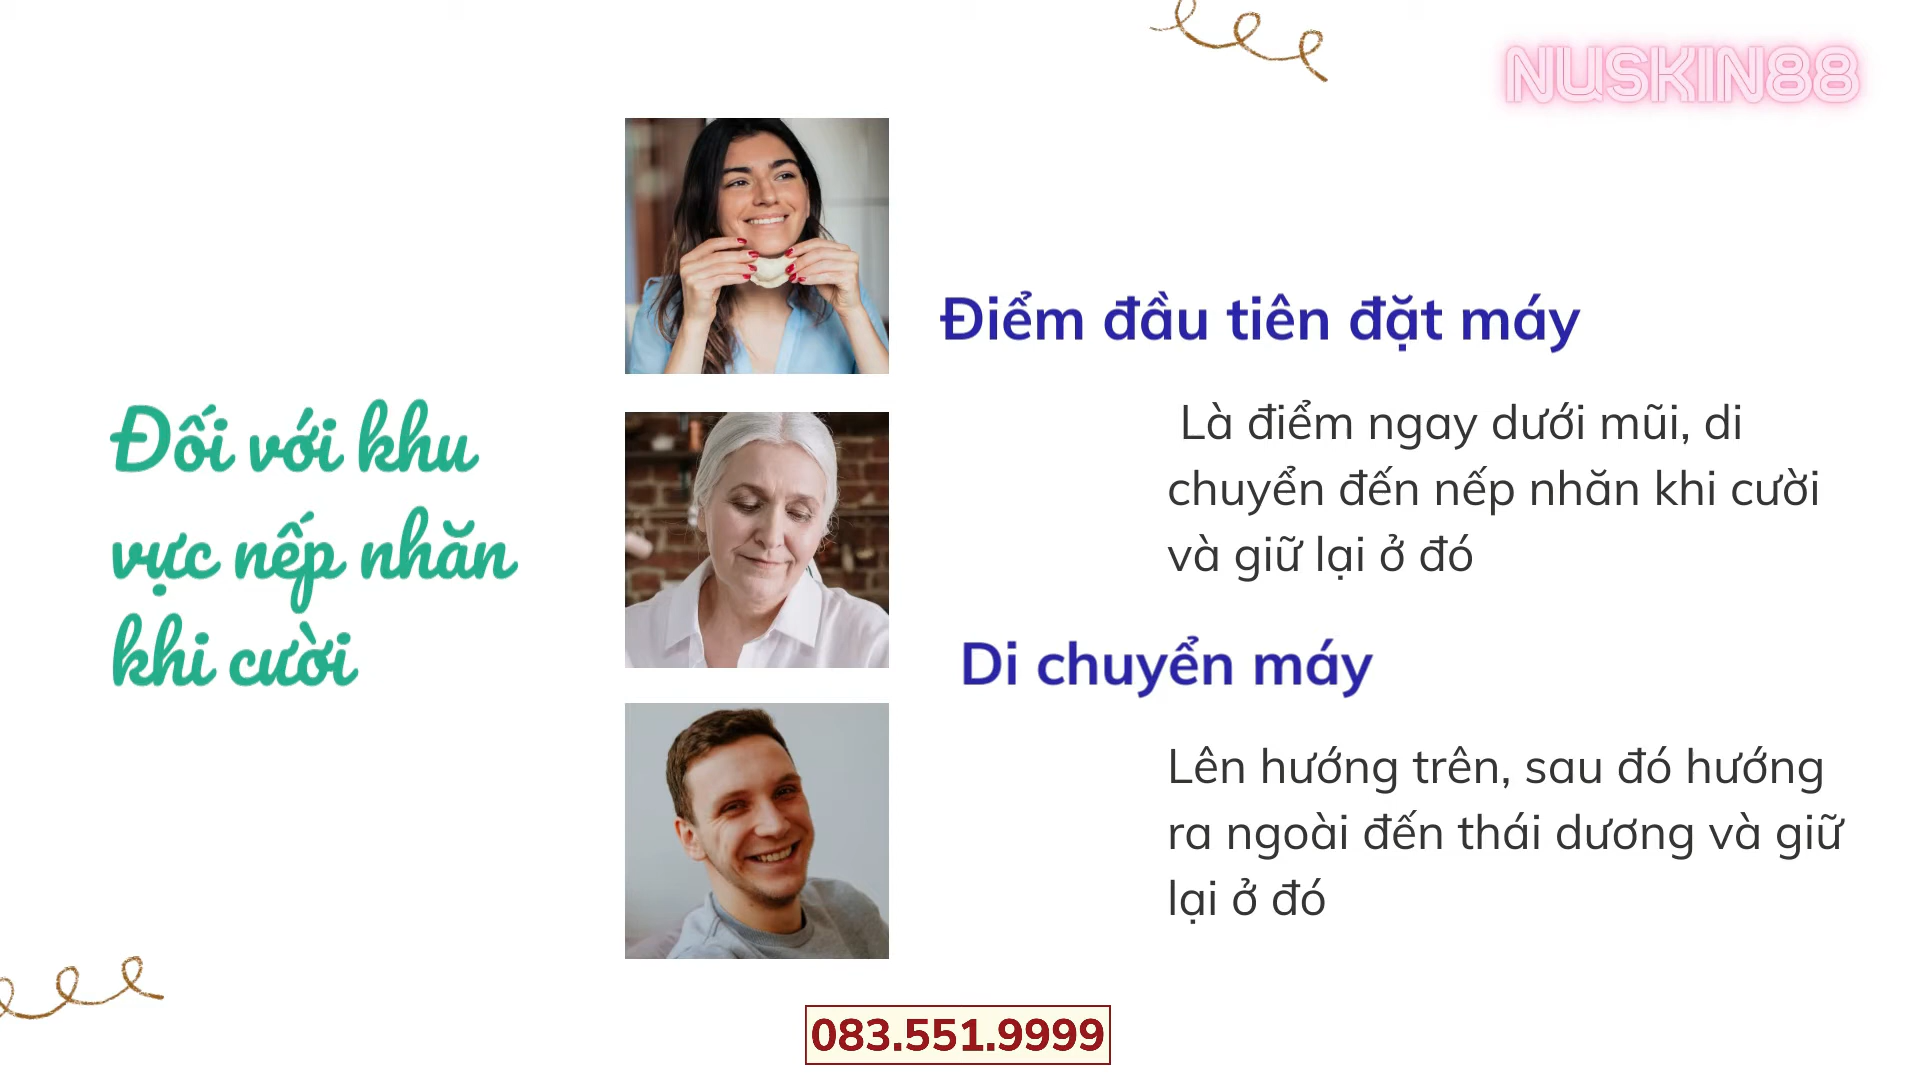 NUSKIN88
Đối với khu
vực nếp nhăn
khi cười
Điểm đầu tiên đặt máy
Là điểm ngay dưới mũi, di
chuyển đến nếp nhăn khi cười
và giữ lại ở đó
Di chuyển máy
Lên hướng trên, sau đó hướng
ra ngoài đến thái dương và giữ
lại ở đó
083.551.9999